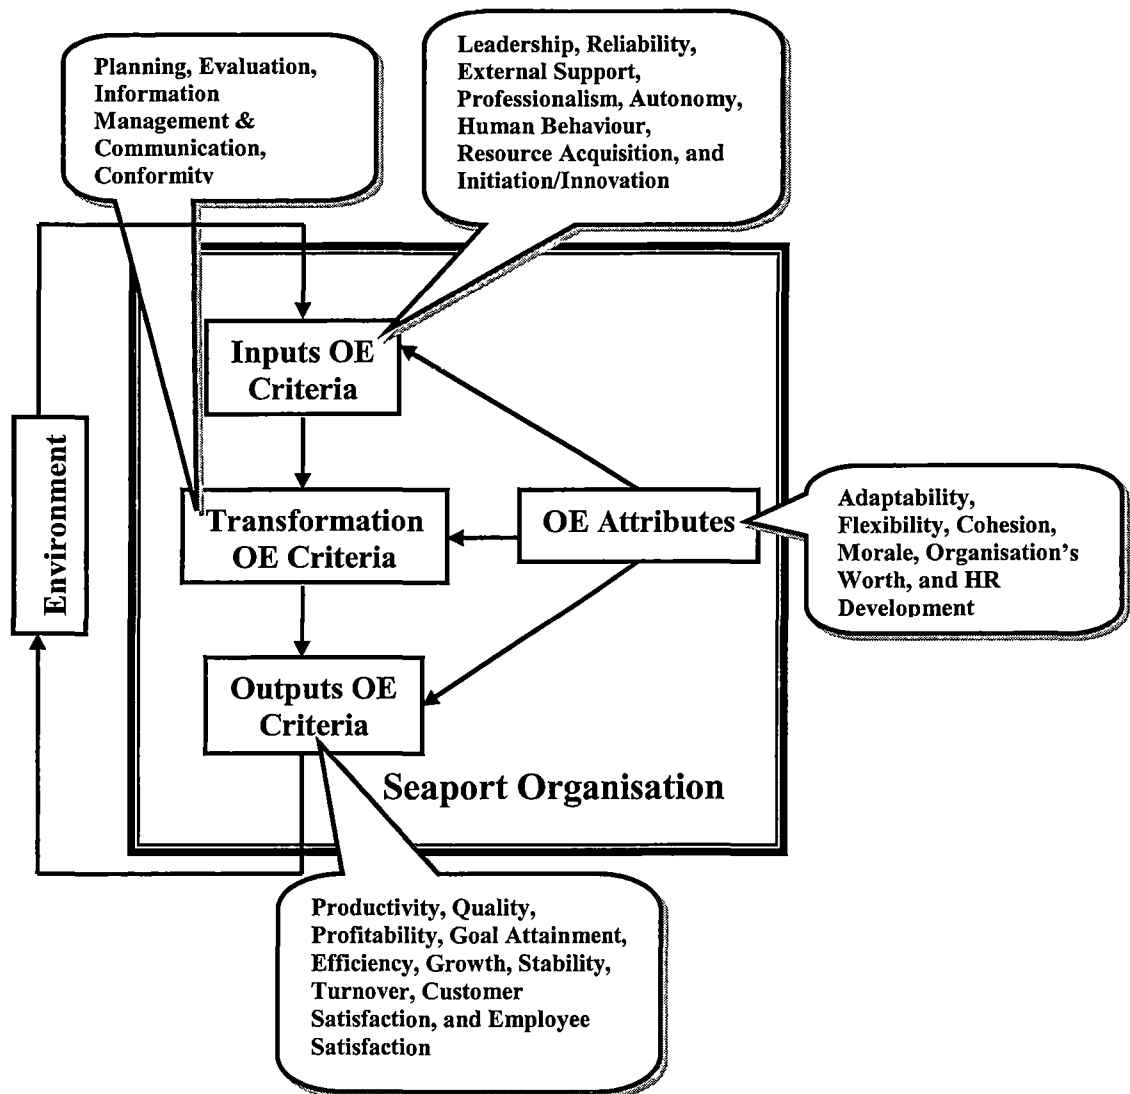 Planning, Evaluation,
Information
Management &
Communication,
Conformity
Leadership, Reliability,
External Support,
Professionalism, Autonomy,
Human Behaviour,
Resource Acquisition, and
Initiation/Innovation
Inputs OE
Criteria
Environment
Transformation
OE Criteria
OE Attributes
Adaptability,
Flexibility, Cohesion,
Morale, Organisation's
Worth, and HR
Development
Outputs OE
Criteria
Seaport Organisation
Productivity, Quality,
Profitability, Goal Attainment,
Efficiency, Growth, Stability,
Turnover, Customer
Satisfaction, and Employee
Satisfaction